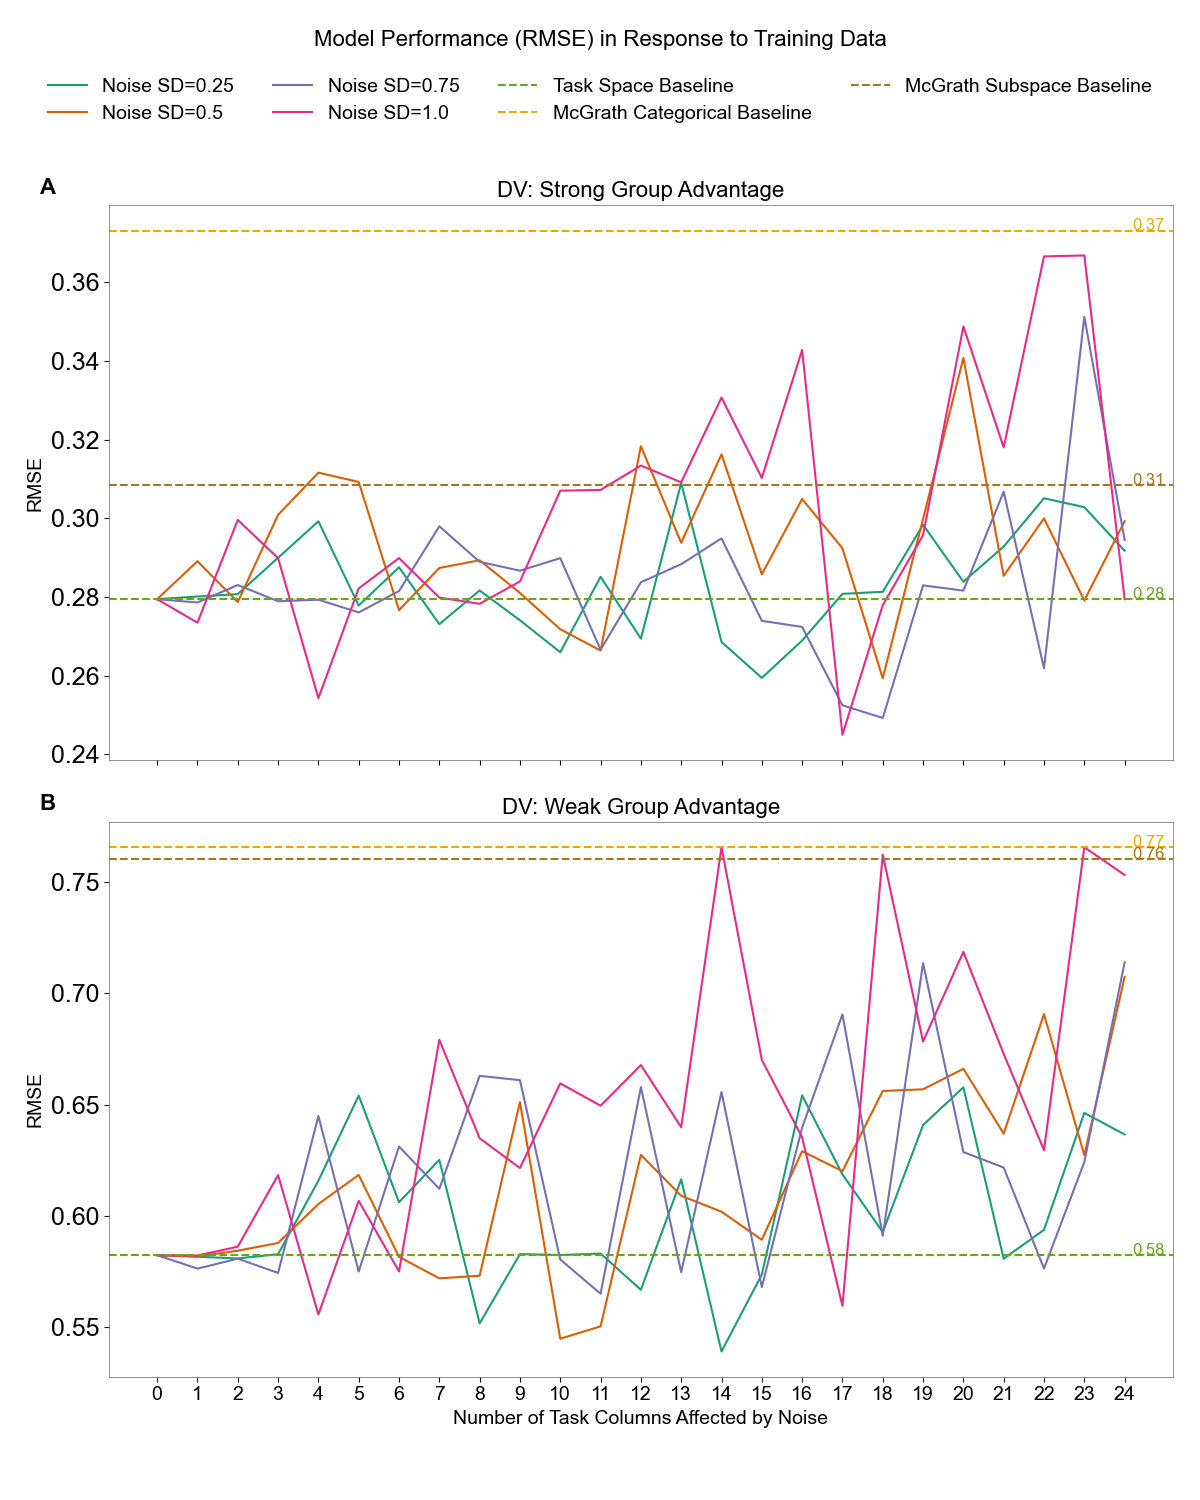 Model Performance (RMSE) in Response to Training Data
Noise SD=0.25 Noise SD=0.75 Task Space Baseline McGrath Subspace Baseline
Noise SD=0.5 Noise SD=1.0 McGrath Categorical Baseline
A
DV: Strong Group Advantage
0.37
0.36
0.34
0.32
0.31
0.30
0.28
0.28
0.26
0.24
RMSE
B
DV: Weak Group Advantage
0.77
0.76
0.75
0.70
0.65
0.60
0.58
0.55
RMSE
0 1 2 3 4 5 6 7 8 9 10 11 12 13 14 15 16 17 18 19 20 21 22 23 24
Number of Task Columns Affected by Noise